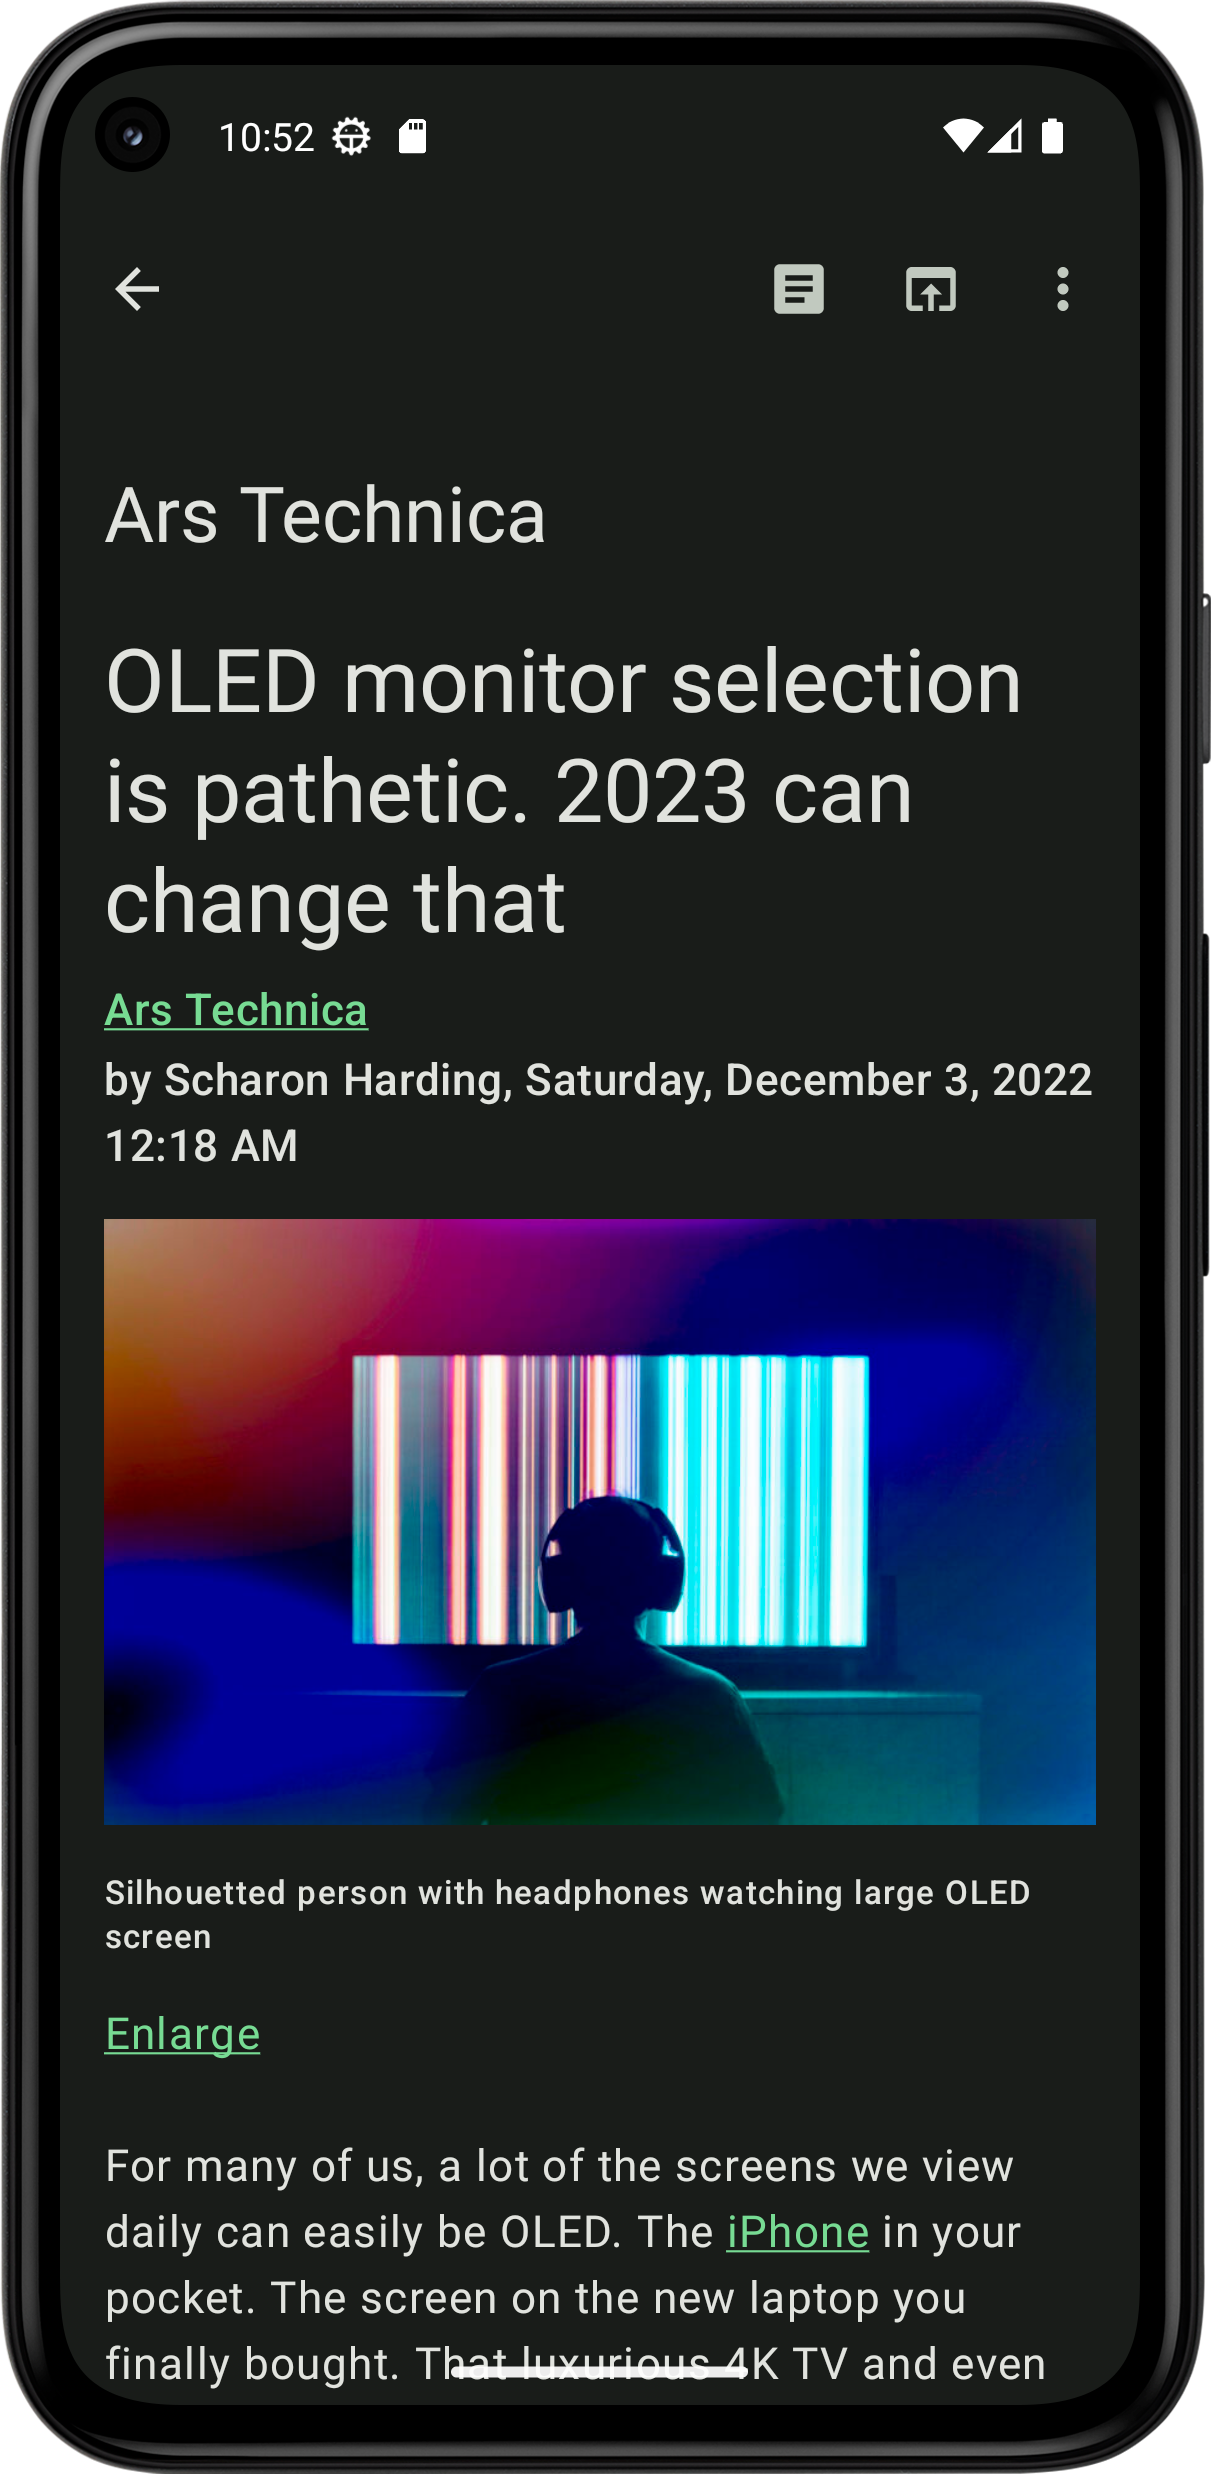 10:52
Ars Technica
OLED monitor selection
is pathetic. 2023 can
change that
Ars Technica
by Scharon Harding, Saturday, December 3, 2022
12:18 AM
Silhouetted person with headphones watching large OLED
screen
Enlarge
For many of us, a lot of the screens we view
daily can easily be OLED. The iPhone in your
pocket. The screen on the new laptop you
finally bought. That luxurious 4K TV and even